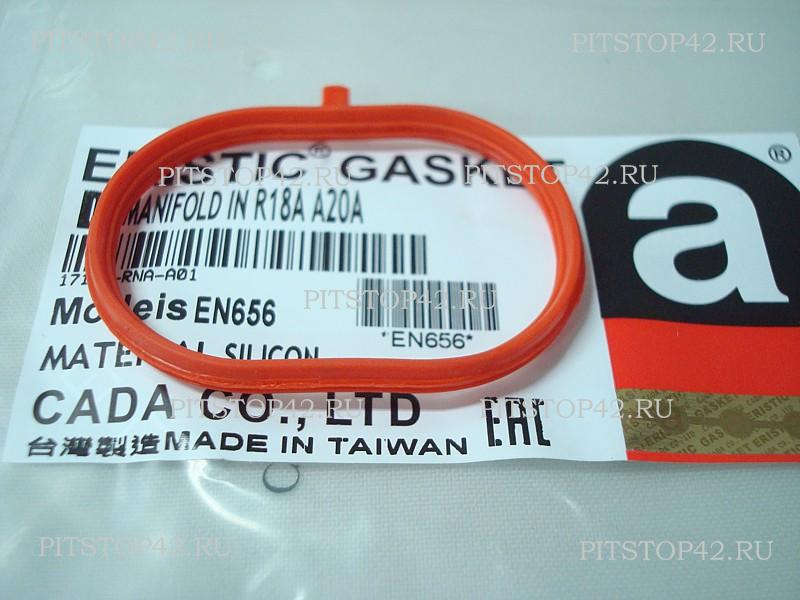 PITSTOP42.RU PITSTOP42.RU
® GASKET ®
PITSTOP42.RU PITSTOP42.RU
MANIFOLD IN R18A A20A
a
-RNA-A01
PITSTOP42.RU
EN656
*EN656*
SILICON
CADA CO., LTD
PITSTOP42.RU PITSTOP42.RU
台灣製造 MADE IN TAIWAN EAC
GASKET
ERISTIC GAS
PITSTOP42.RU PITSTOP42.RU